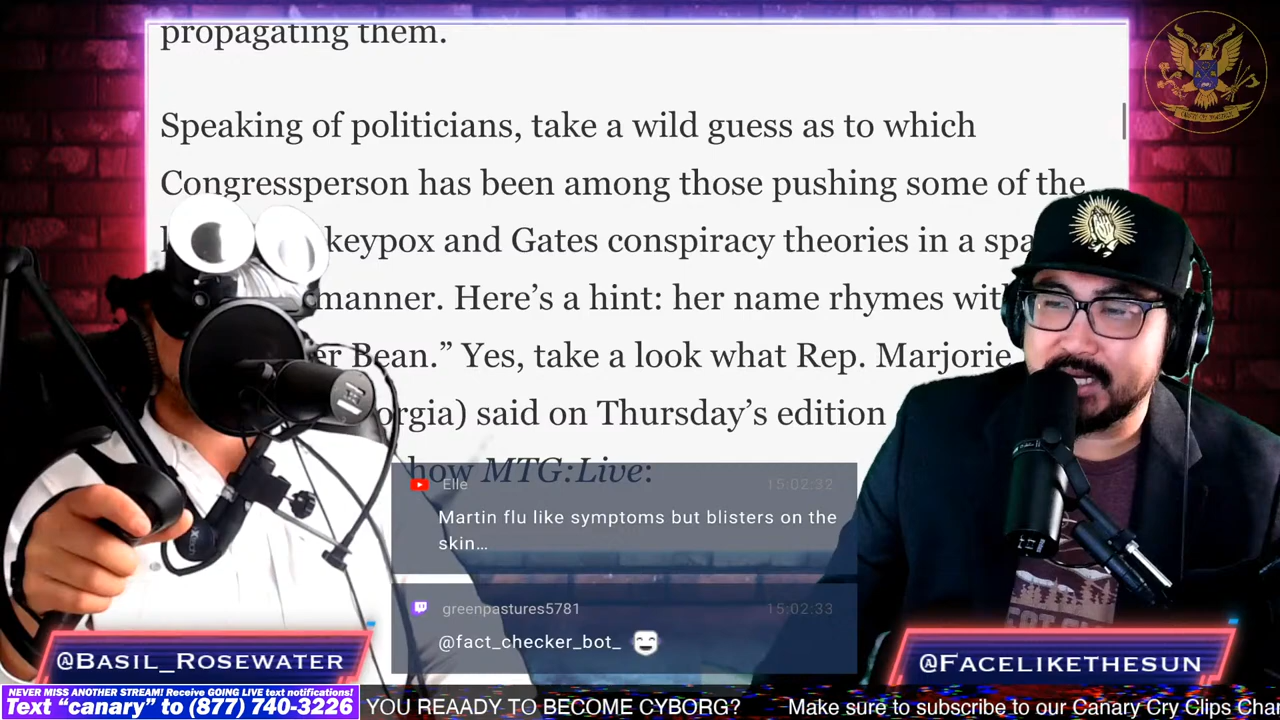 propagating them.
Speaking of politicians, take a wild guess as to which
Congressperson has been among those pushing some of the
keypox and Gates conspiracy theories in a spa
manner. Here’s a hint: her name rhymes with
er Bean.” Yes, take a look what Rep. Marjorie
orgia) said on Thursday’s edition
how MTG:Live:
Elle 15:02:32
Martin flu like symptoms but blisters on the
skin…
greenpastures5781 15:02:33
@fact_checker_bot_
@BASIL_ROSEWATER
@FACELIKETHESUN
NEVER MISS ANOTHER STREAM! Receive GOING LIVE text notifications!
Text “canary” to (877) 740-3226
YOU REAADY TO BECOME CYBORG? Make sure to subscribe to our Canary Cry Clips Cha